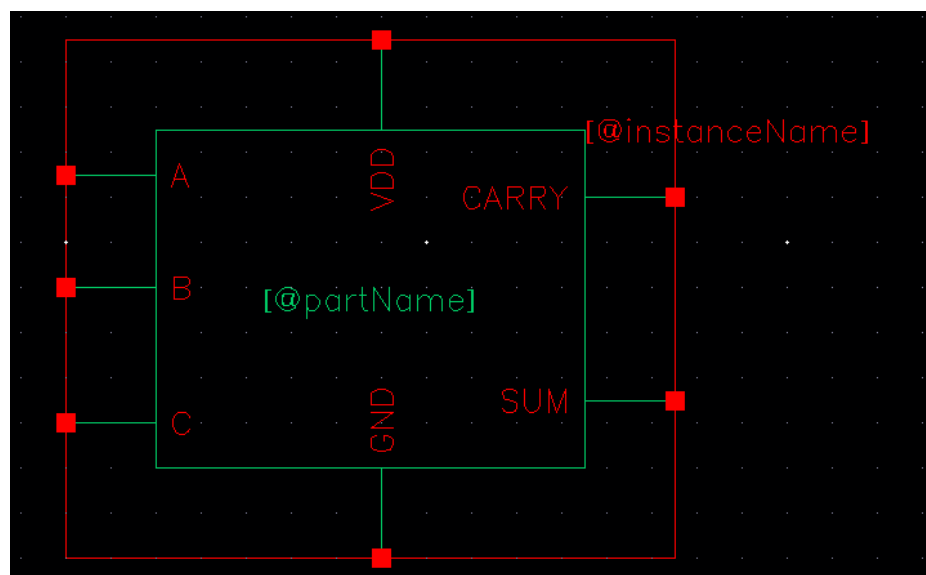 [@instanceName]
A
VDD
CARRY
B
[@partName]
SUM
C
GND